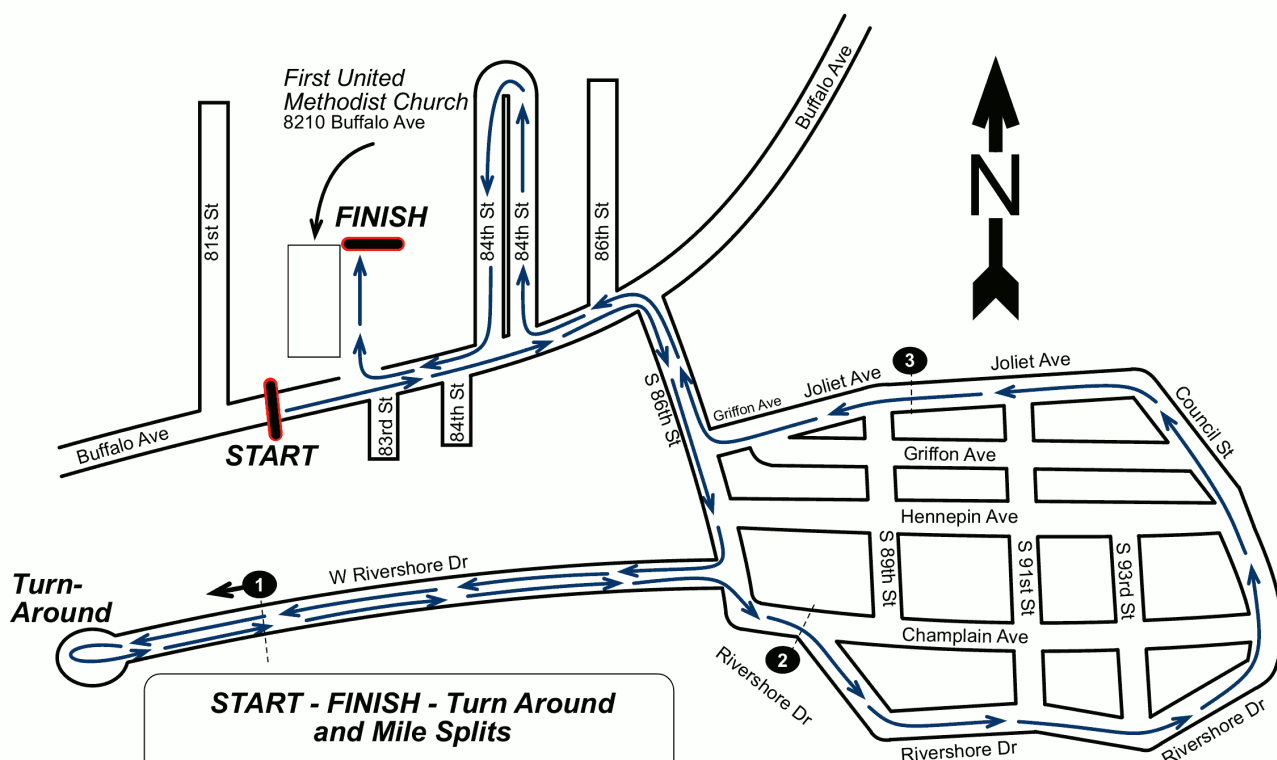 First United
Methodist Church
8210 Buffalo Ave
Buffalo Ave
N
81st St
FINISH
84th St
84th St
86th St
START
Buffalo Ave
83rd St
84th St
S 86th St
Griffon Ave
Joliet Ave
3
Joliet Ave
Council St
Griffon Ave
Hennepin Ave
S 89th St
S 91st St
S 93rd St
Champlain Ave
W Rivershore Dr
1
Turn-
Around
2
Rivershore Dr
Rivershore Dr
Rivershore Dr
START - FINISH - Turn Around
and Mile Splits